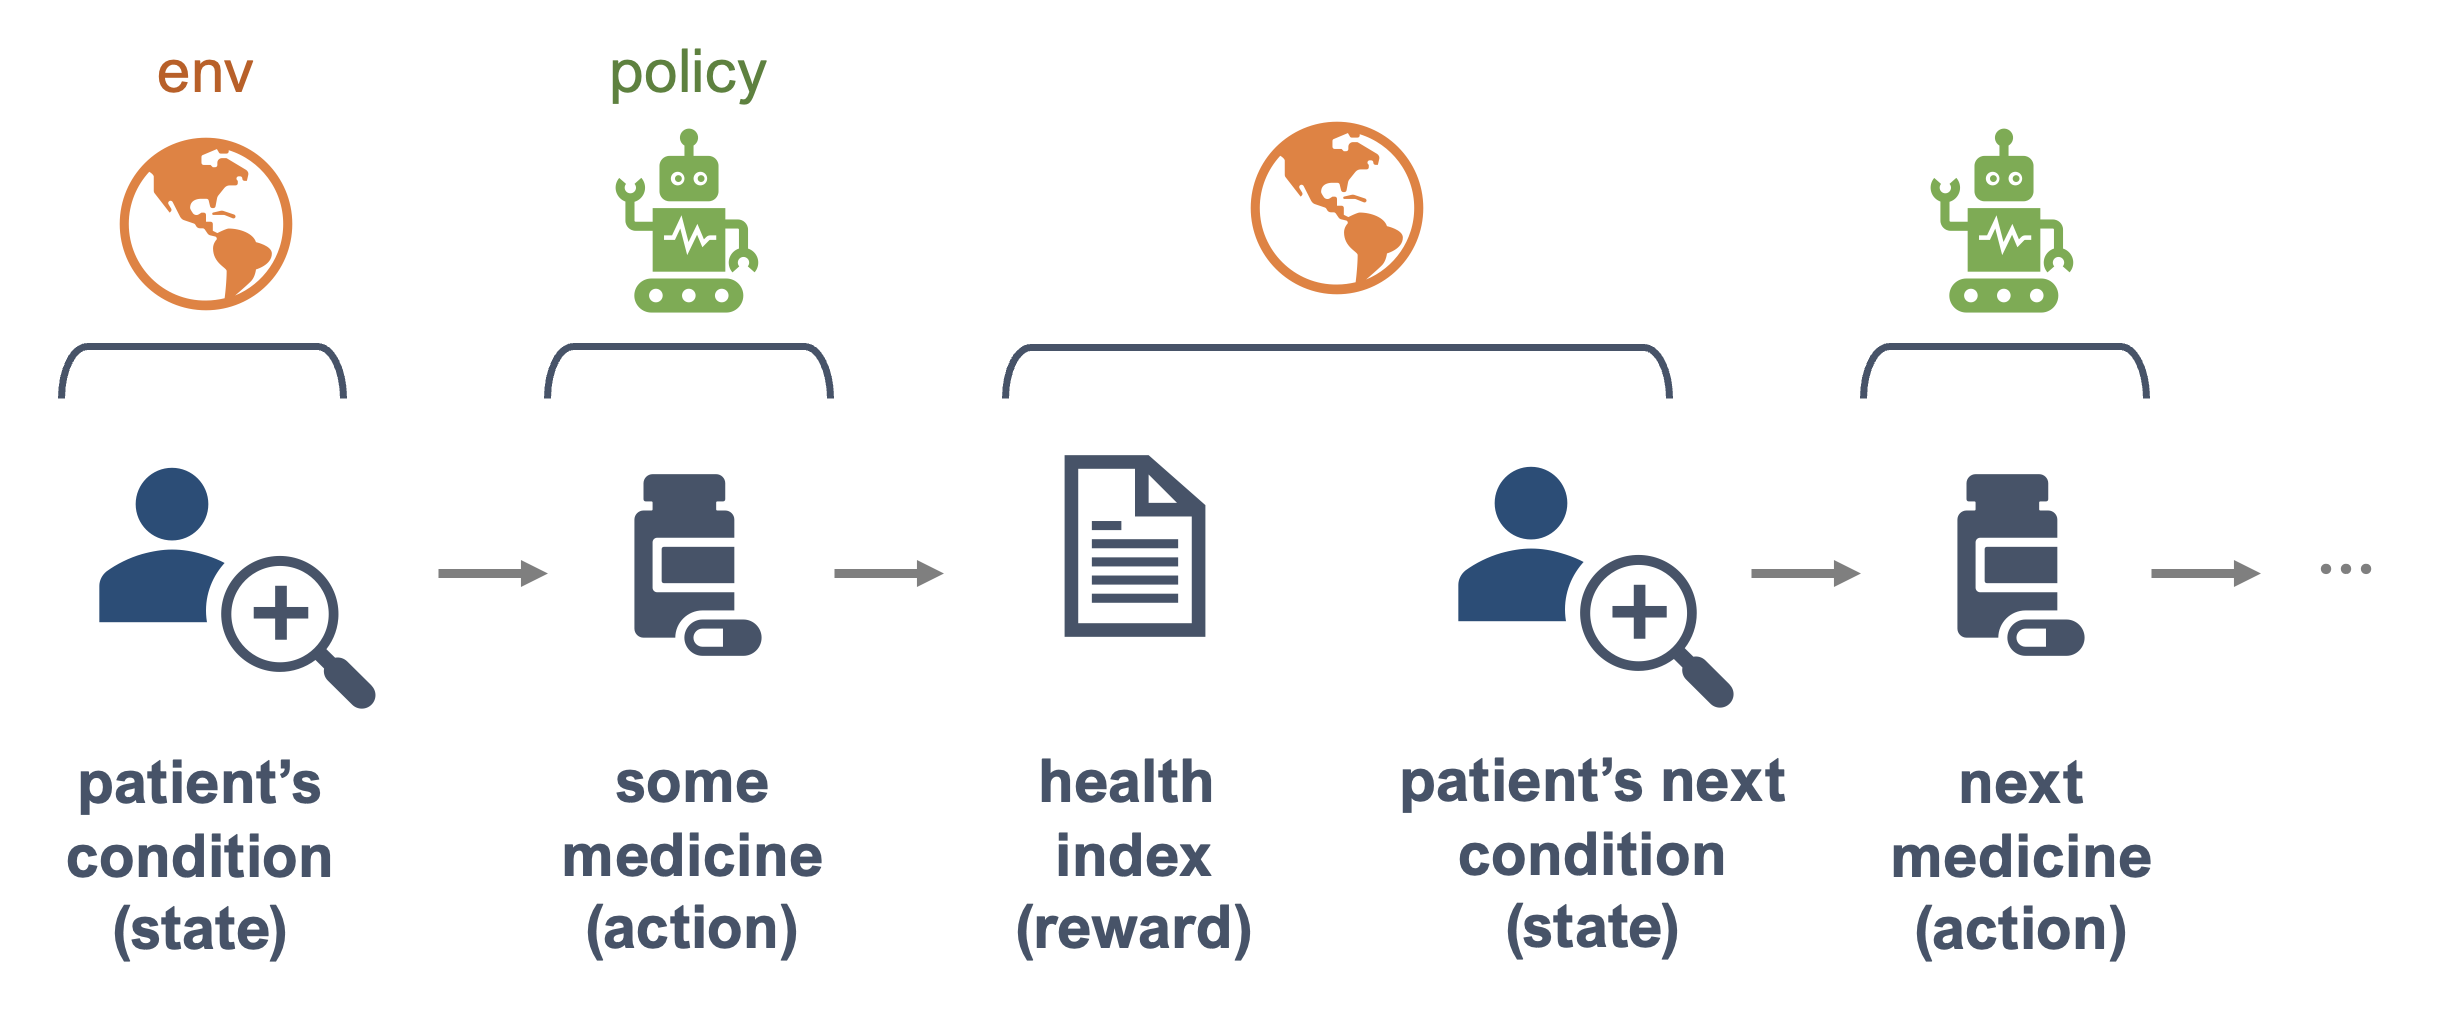 env
policy
patient's
condition
(state)
some
medicine
(action)
health
index
(reward)
patient's next
condition
(state)
next
medicine
(action)
...